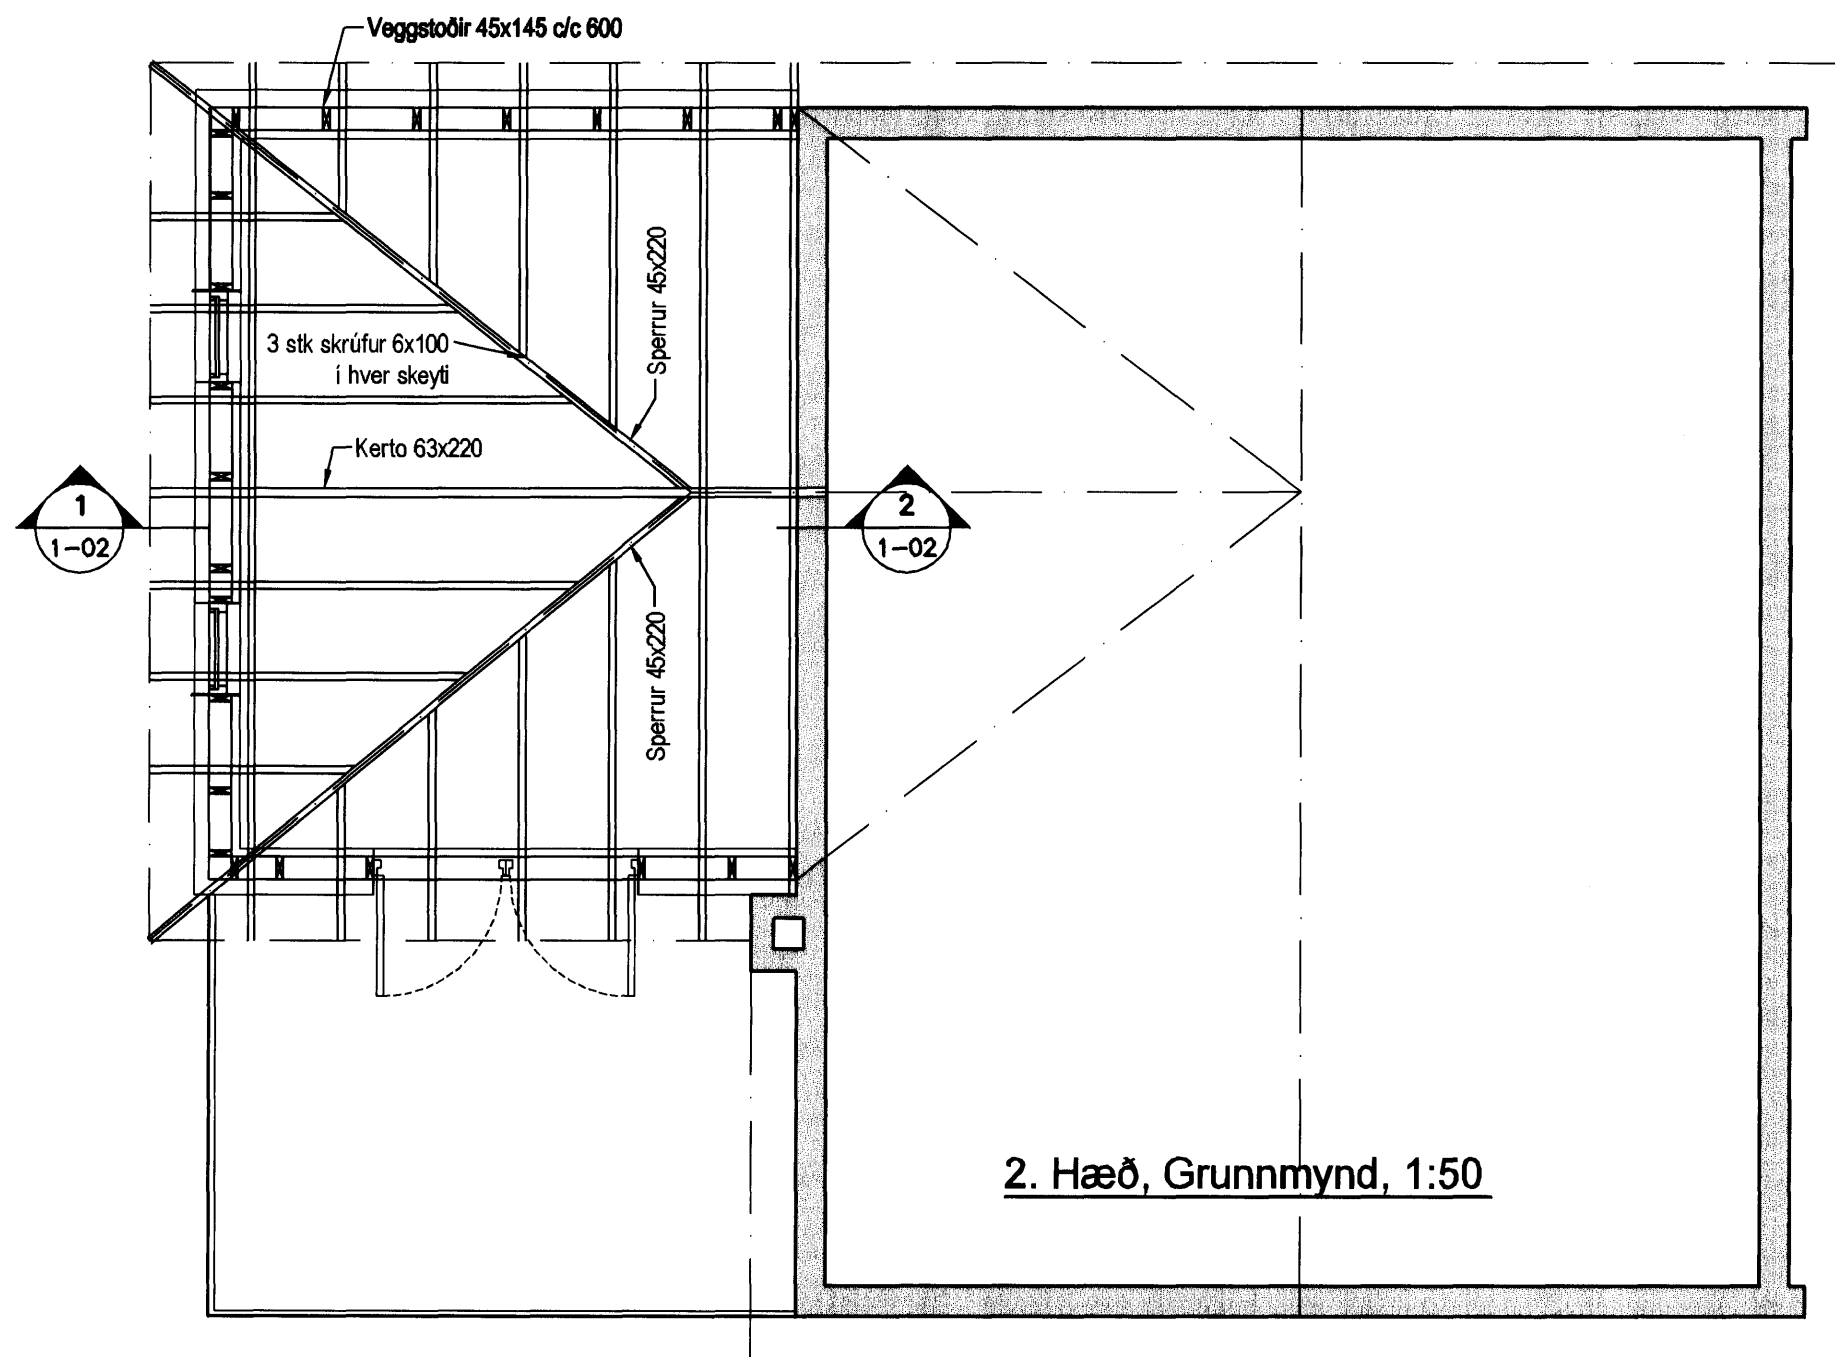 Veggstoðir 45x145 c/c 600
Sperrur 45x220
3 stk skrúfur 6x100
í hver skeyti
Kerto 63x220
1
1-02
2
1-02
Sperrur 45x220
2. Hæð, Grunnmynd, 1:50